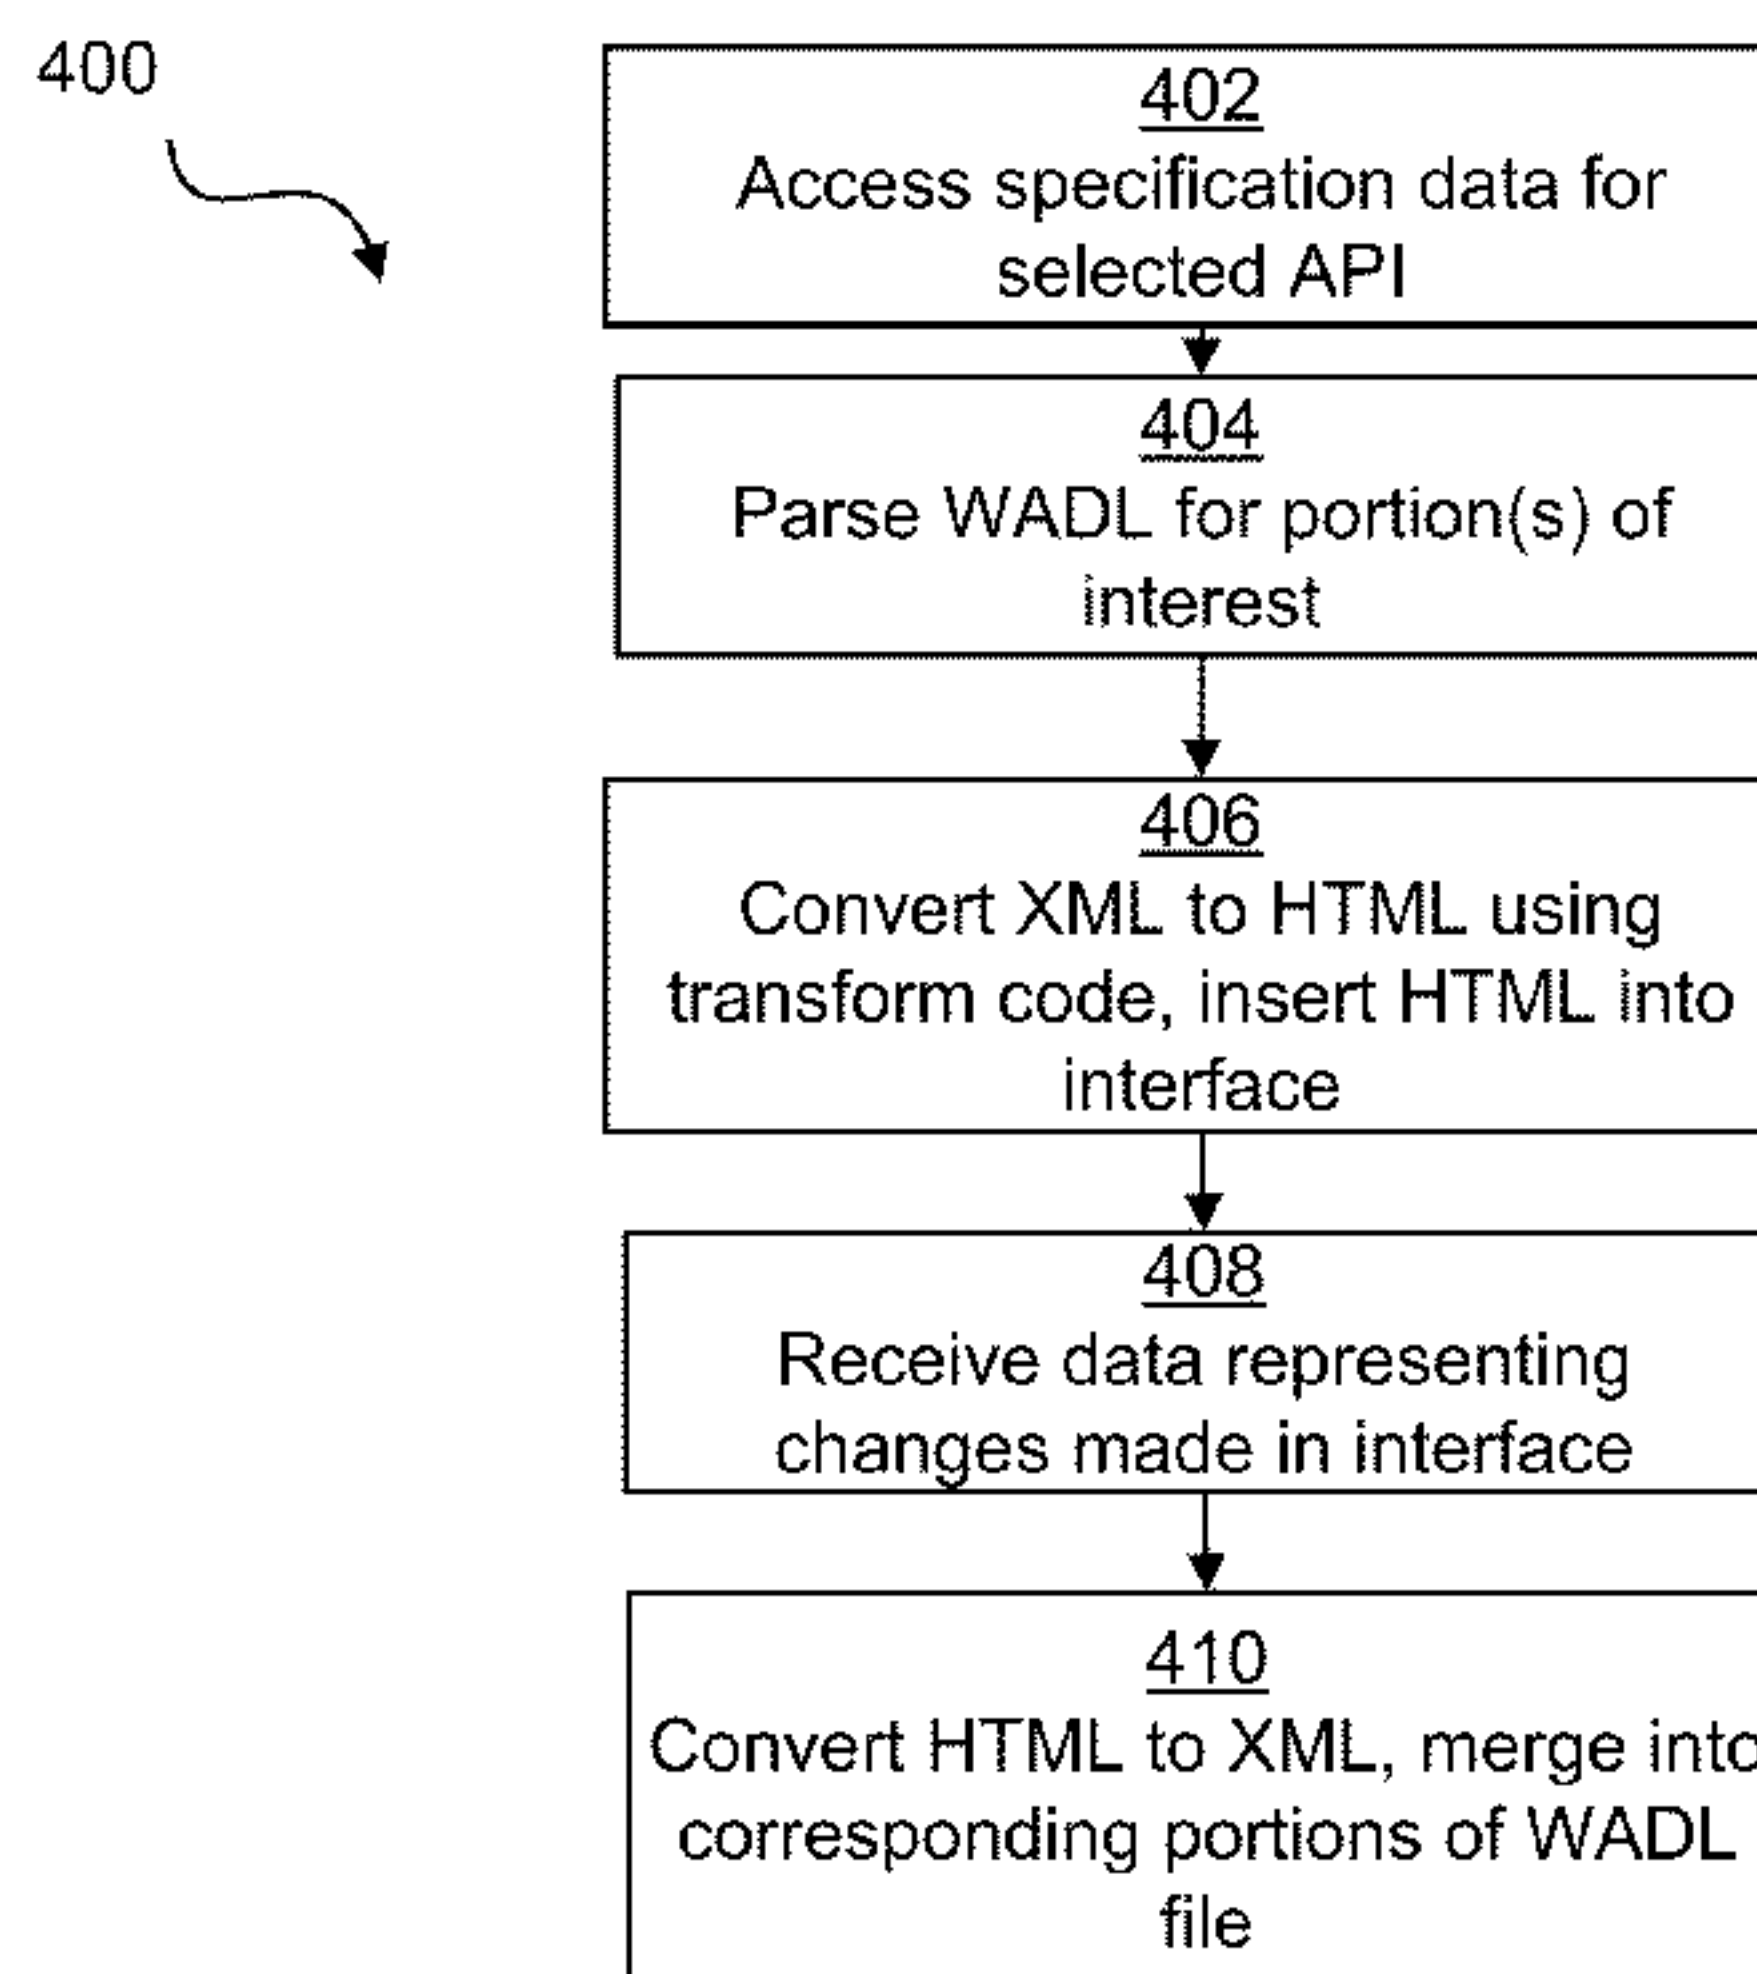 400
402
Access specification data for
selected API
404
Parse WADL for portion(s) of
interest
406
Convert XML to HTML using
transform code, insert HTML into
interface
408
Receive data representing
changes made in interface
410
Convert HTML to XML, merge into
corresponding portions of WADL
file